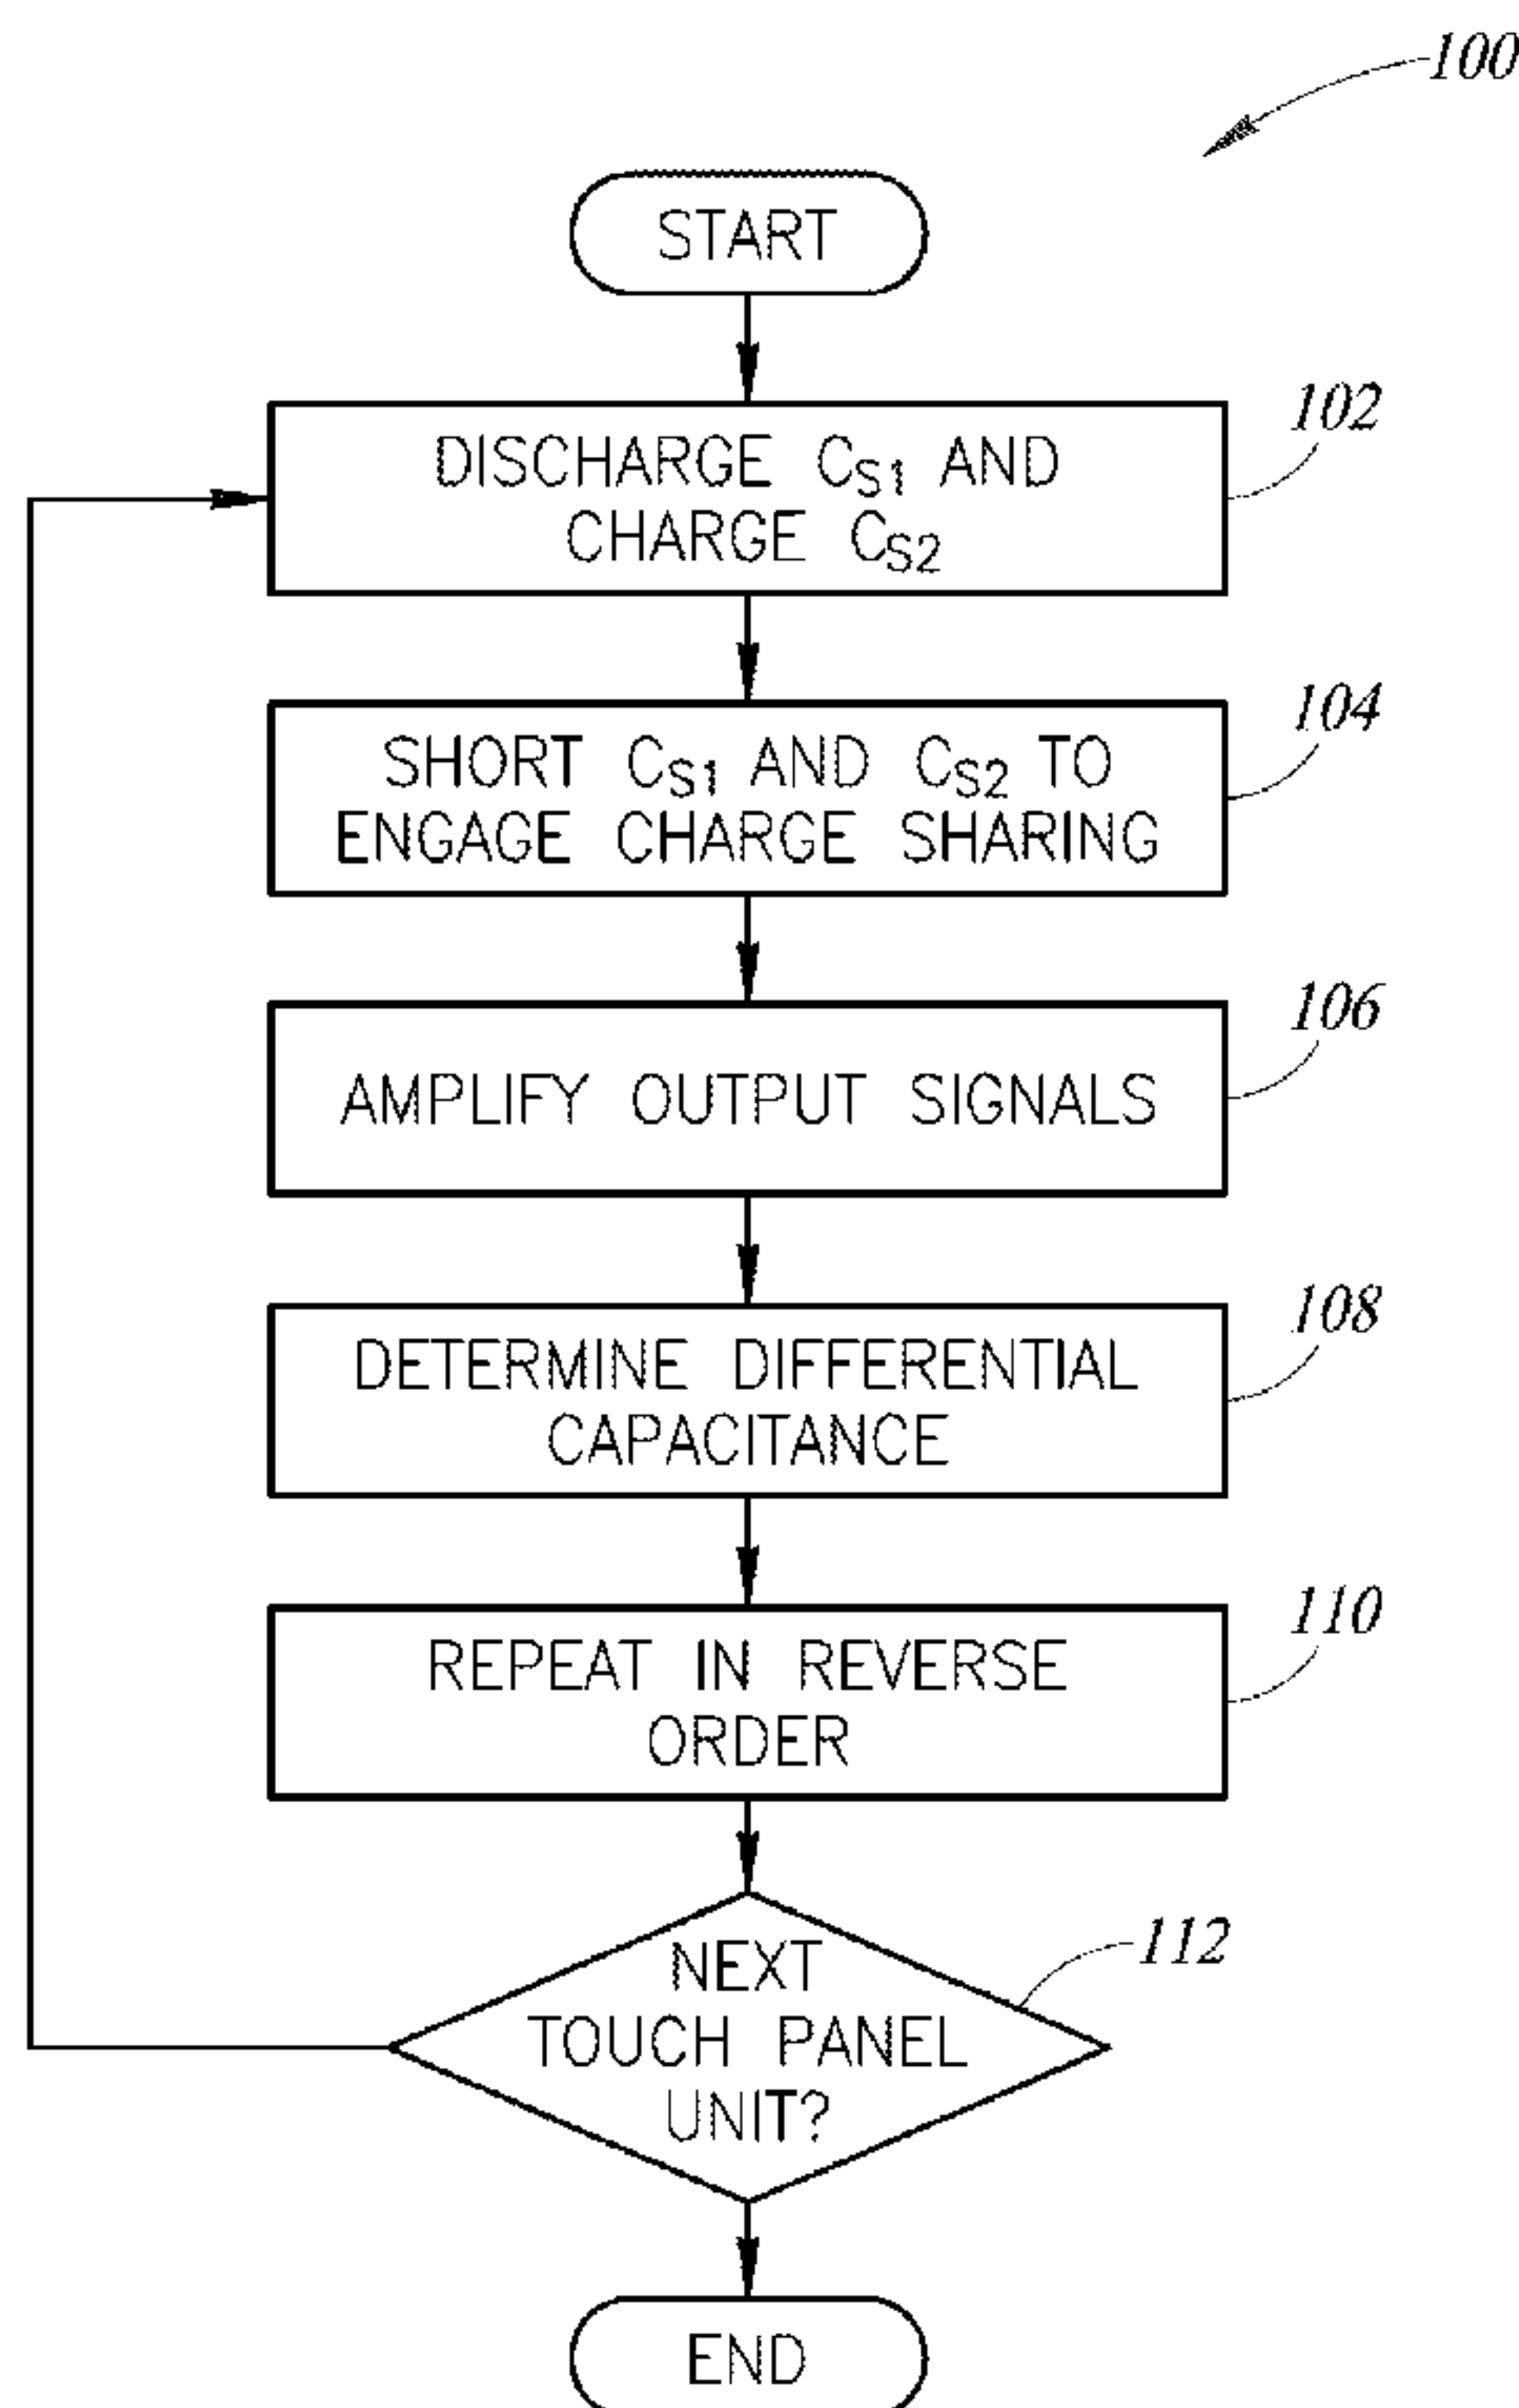 100
START
102
DISCHARGE CS1 AND
CHARGE CS2
104
SHORT CS1 AND CS2 TO
ENGAGE CHARGE SHARING
106
AMPLIFY OUTPUT SIGNALS
108
DETERMINE DIFFERENTIAL
CAPACITANCE
110
REPEAT IN REVERSE
ORDER
112
NEXT
TOUCH PANEL
UNIT?
END